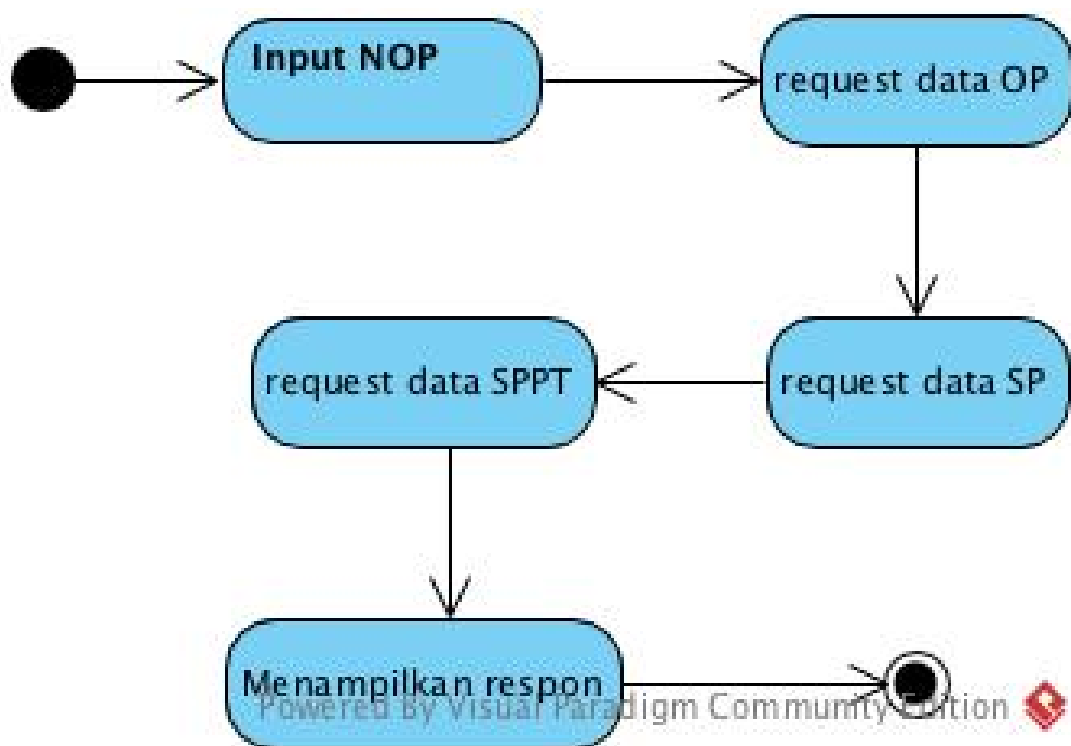 Input NOP
request data OP
request data SP
request data SPPT
Menampilkan respon
Powered By Visual Paradigm Community Edition